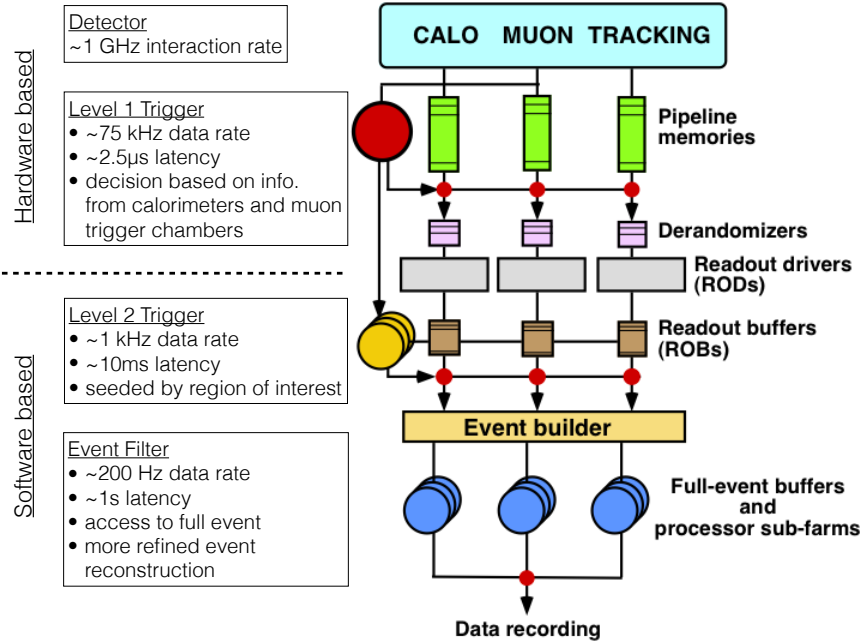 Hardware based
Detector
~1 GHz interaction rate
Level 1 Trigger
• ~75 kHz data rate
• ~2.5µs latency
• decision based on info.
from calorimeters and muon
trigger chambers
Software based
Level 2 Trigger
• ~1 kHz data rate
• ~10ms latency
• seeded by region of interest
Event Filter
• ~200 Hz data rate
• ~1s latency
• access to full event
• more refined event
reconstruction
CALO MUON TRACKING
Pipeline
memories
Derandomizers
Readout drivers
(RODs)
Readout buffers
(ROBs)
Event builder
Full-event buffers
and
processor sub-farms
Data recording